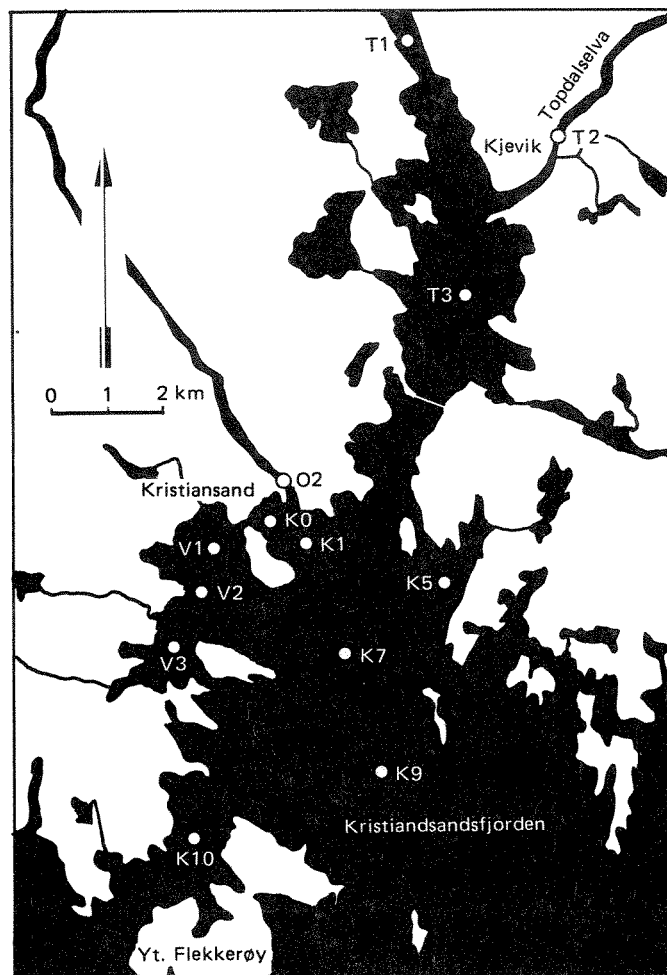 T1
Topdalselva
Kjevik
T2
T3
0 1 2 km
O2
Kristiansand
K0
V1
K1
V2
K5
V3
K7
K9
Kristiandsandsfjorden
K10
Yt. Flekkerøy